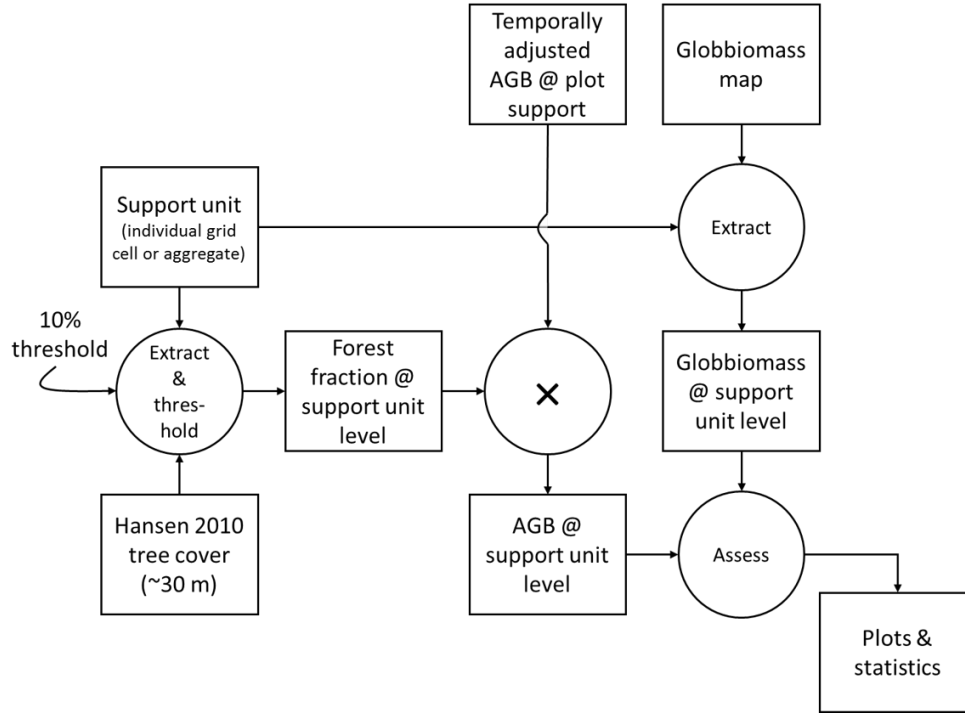 Temporally
adjusted
AGB @ plot
support
Globbiomass
map
Support unit
(individual grid
cell or aggregate)
Extract
10%
threshold
Extract
&
thres-
hold
Forest
fraction @
support unit
level
×
Globbiomass
@ support
unit level
Hansen 2010
tree cover
(~30 m)
AGB @
support unit
level
Assess
Plots &
statistics